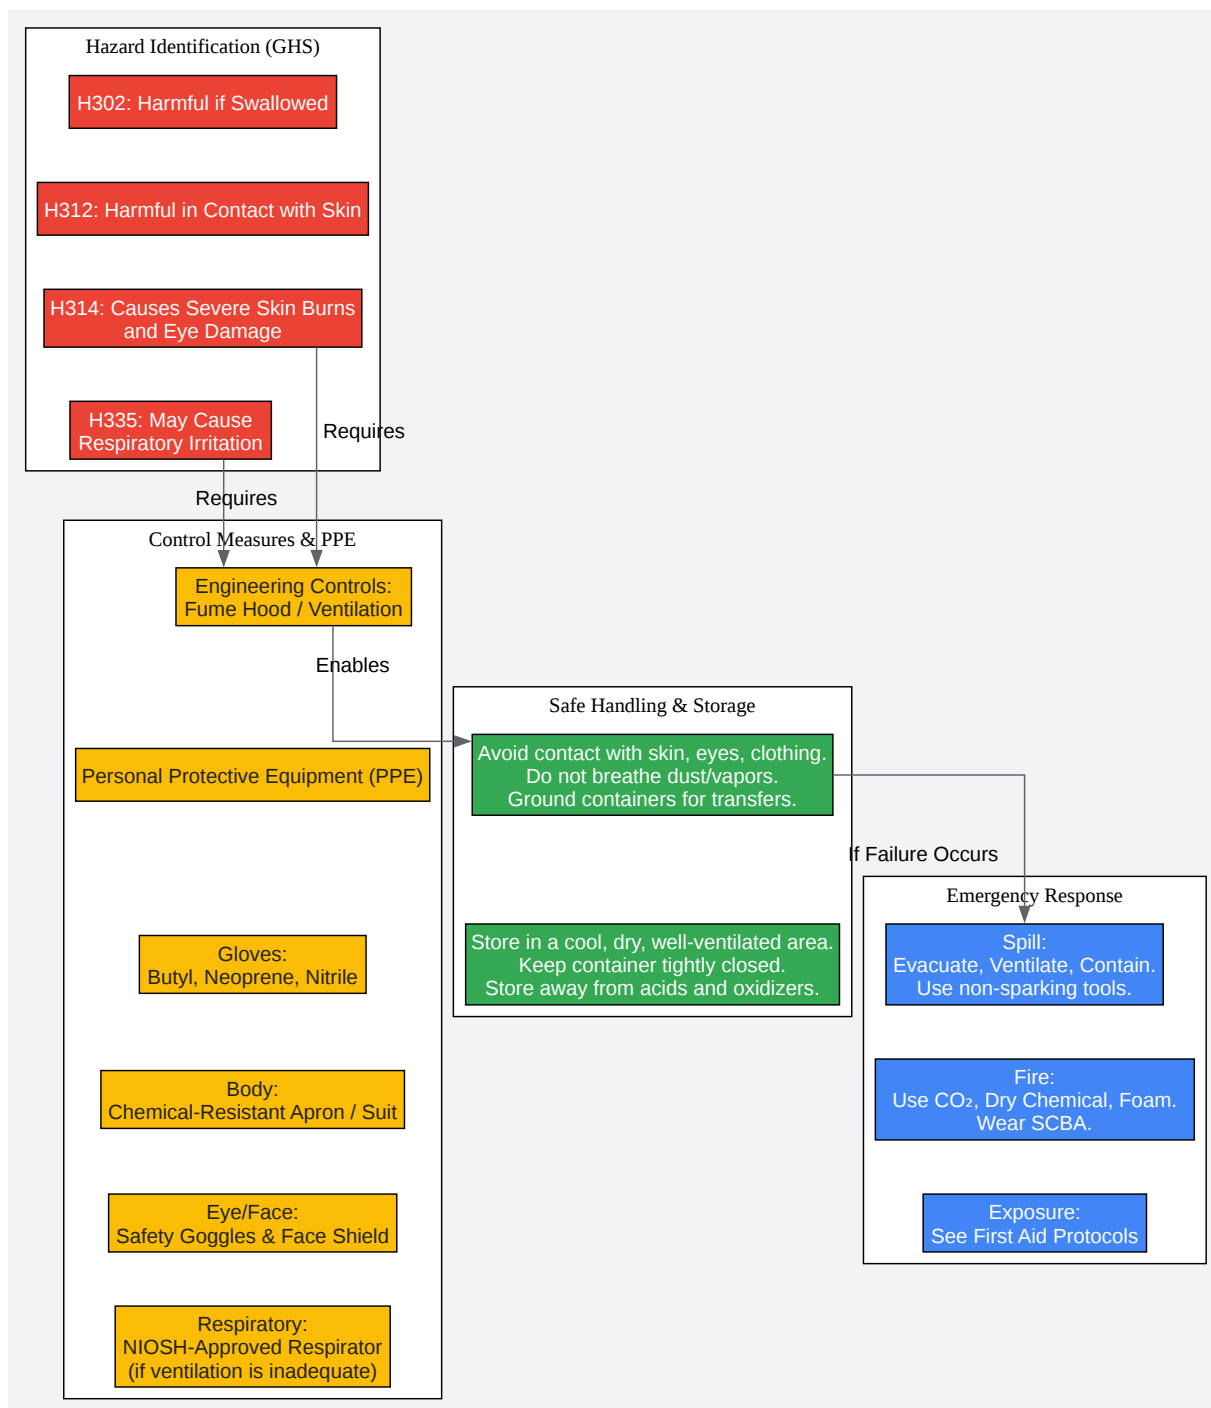 Hazard Identification (GHS)
H302: Harmful if Swallowed
H312: Harmful in Contact with Skin
H314: Causes Severe Skin Burns
and Eye Damage
H335: May Cause
Respiratory Irritation
Requires
Requires
Control Measures & PPE
Engineering Controls:
Fume Hood / Ventilation
Enables
Personal Protective Equipment (PPE)
Gloves:
Butyl, Neoprene, Nitrile
Body:
Chemical-Resistant Apron / Suit
Eye/Face:
Safety Goggles & Face Shield
Respiratory:
NIOSH-Approved Respirator
(if ventilation is inadequate)
Safe Handling & Storage
Avoid contact with skin, eyes, clothing.
Do not breathe dust/vapors.
Ground containers for transfers.
Store in a cool, dry, well-ventilated area.
Keep container tightly closed.
Store away from acids and oxidizers.
If Failure Occurs
Emergency Response
Spill:
Evacuate, Ventilate, Contain.
Use non-sparking tools.
Fire:
Use CO₂, Dry Chemical, Foam.
Wear SCBA.
Exposure:
See First Aid Protocols